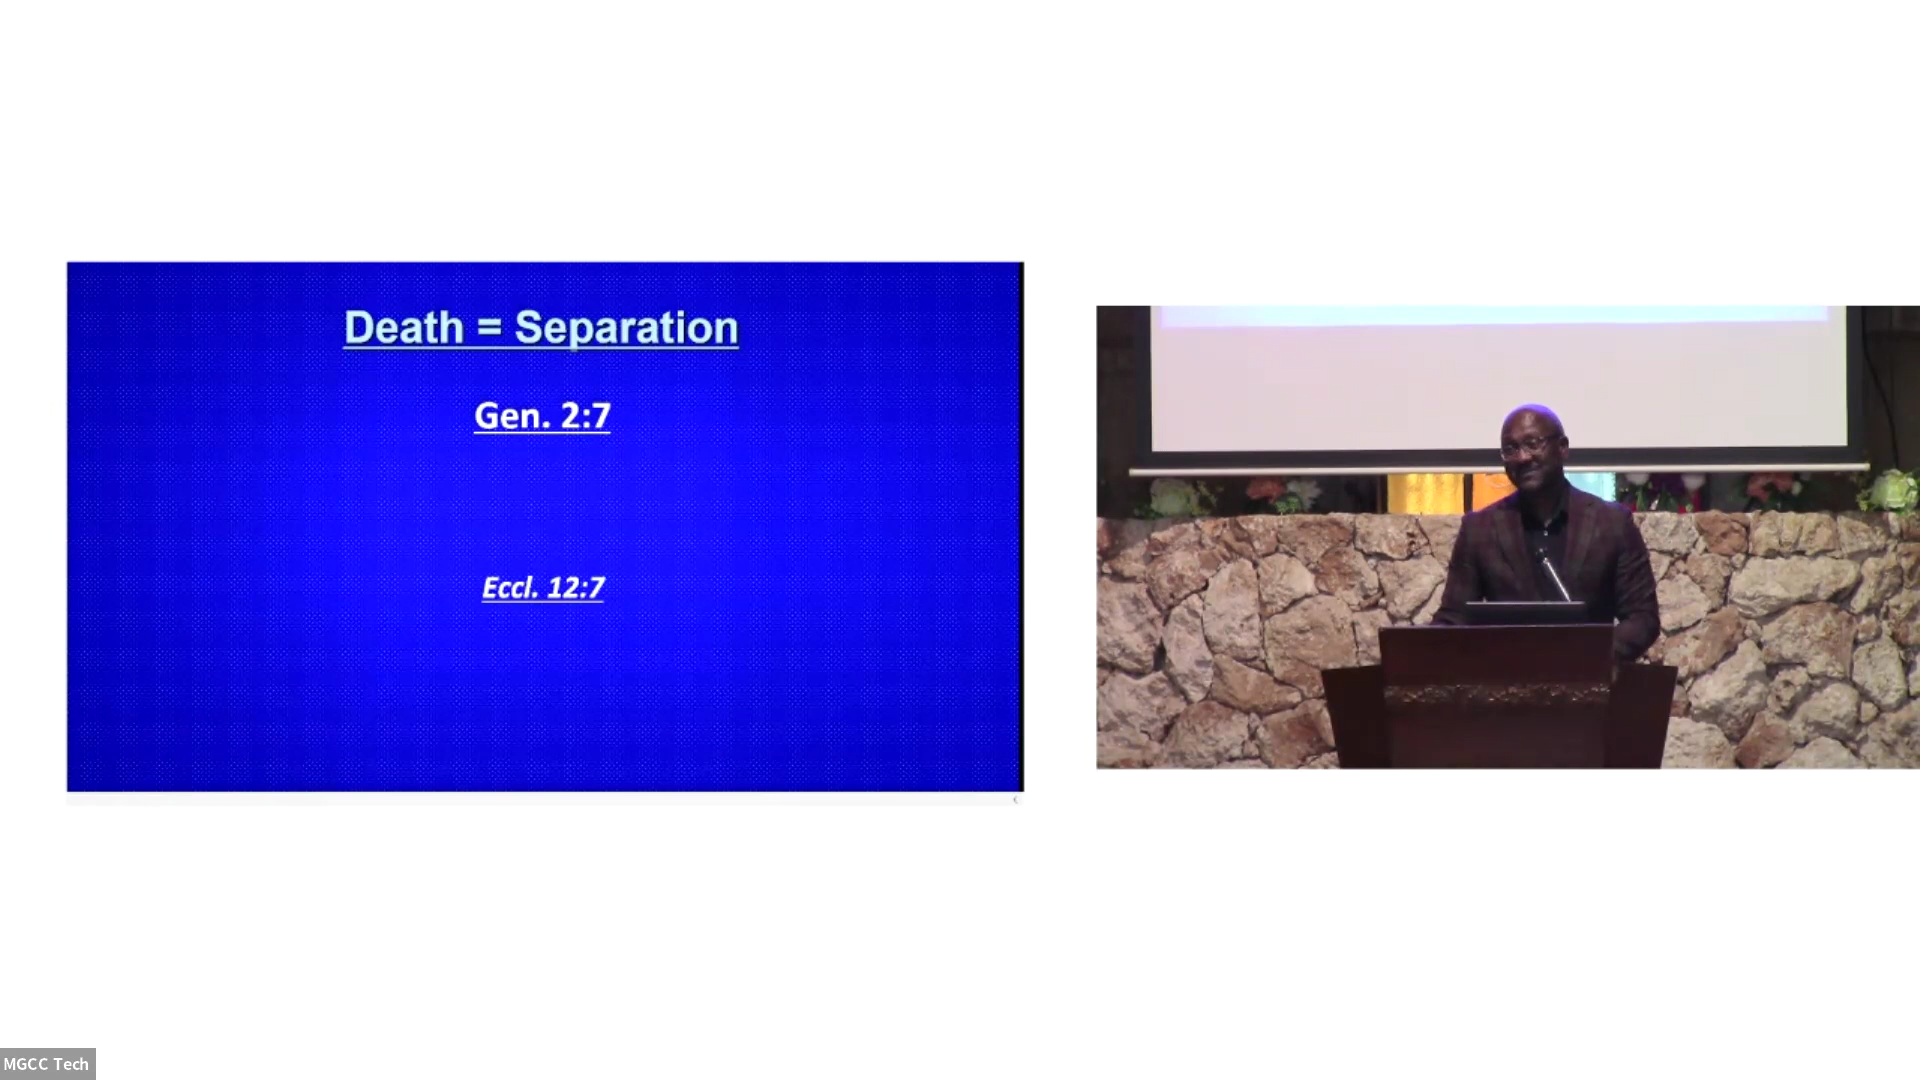 Death = Separation
Gen. 2:7
Eccl. 12:7
MGCC Tech